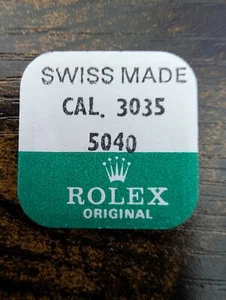 SWISS MADE
CAL. 3035
5040
ROLEX
ORIGINAL